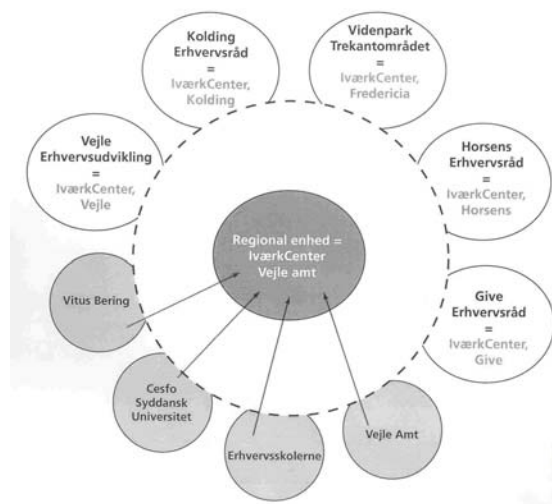 Kolding
Erhvervsråd
=
IværkCenter,
Kolding
Videnpark
Trekantområdet
=
IværkCenter,
Fredericia
Vejle
Erhvervsudvikling
=
IværkCenter,
Vejle
Horsens
Erhvervsråd
=
IværkCenter,
Horsens
Regional enhed =
IværkCenter
Vejle amt
Vitus Bering
Give
Erhvervsråd
=
IværkCenter,
Give
Cesfo
Syddansk
Universitet
Erhvervsskolerne
Vejle Amt